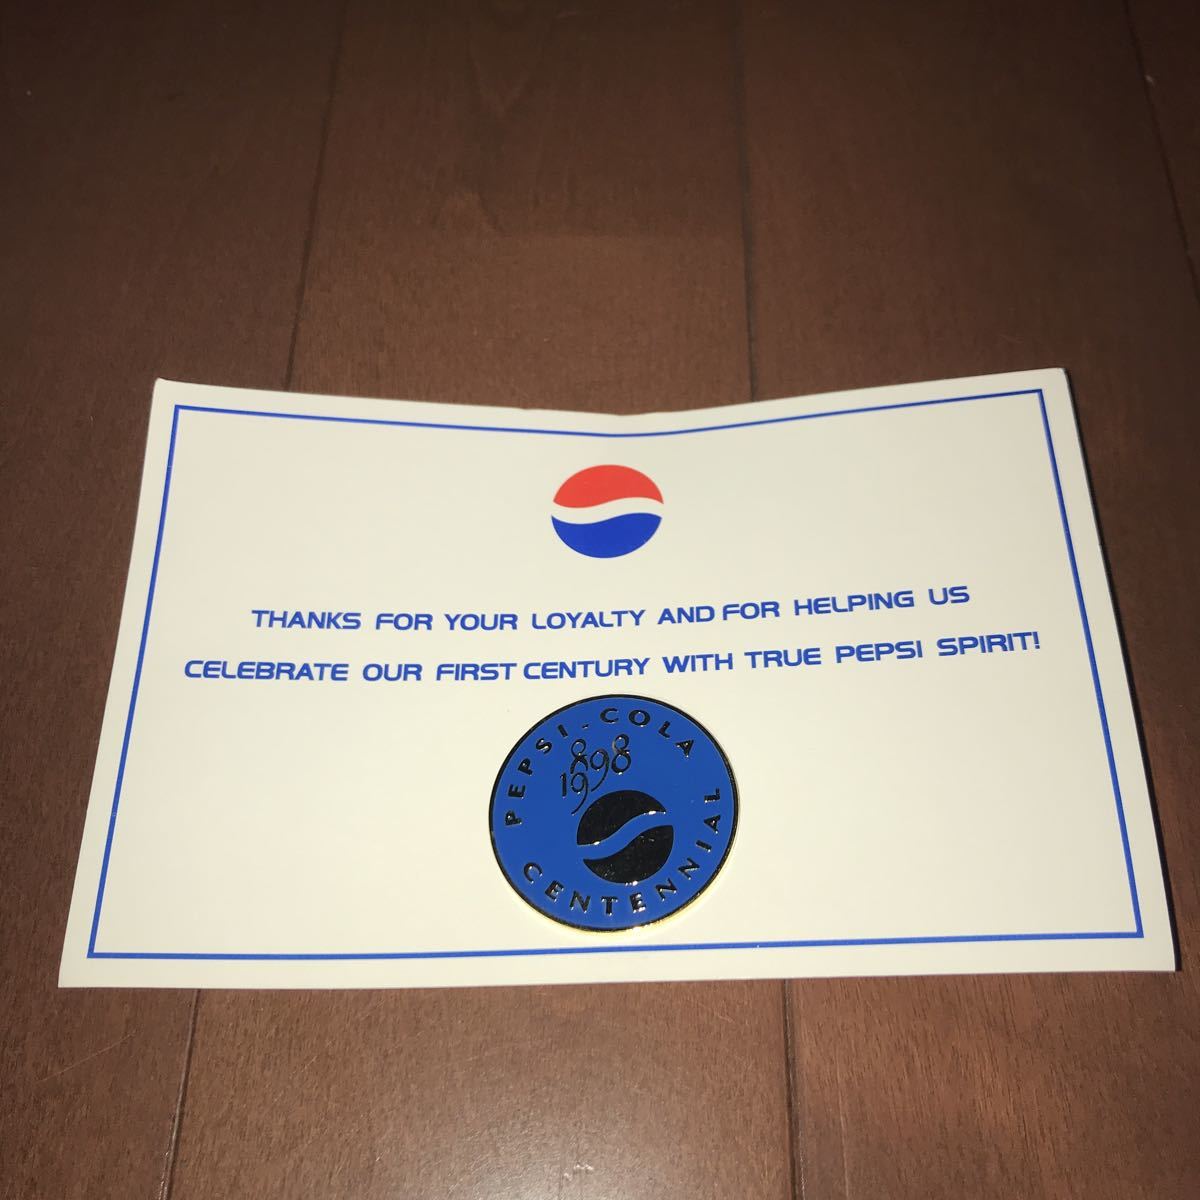 THANKS FOR YOUR LOYALTY AND FOR HELPING US
CELEBRATE OUR FIRST CENTURY WITH TRUE PEPSI SPIRIT!
PEPSI-COLA
898
1998
CENTENNIAL